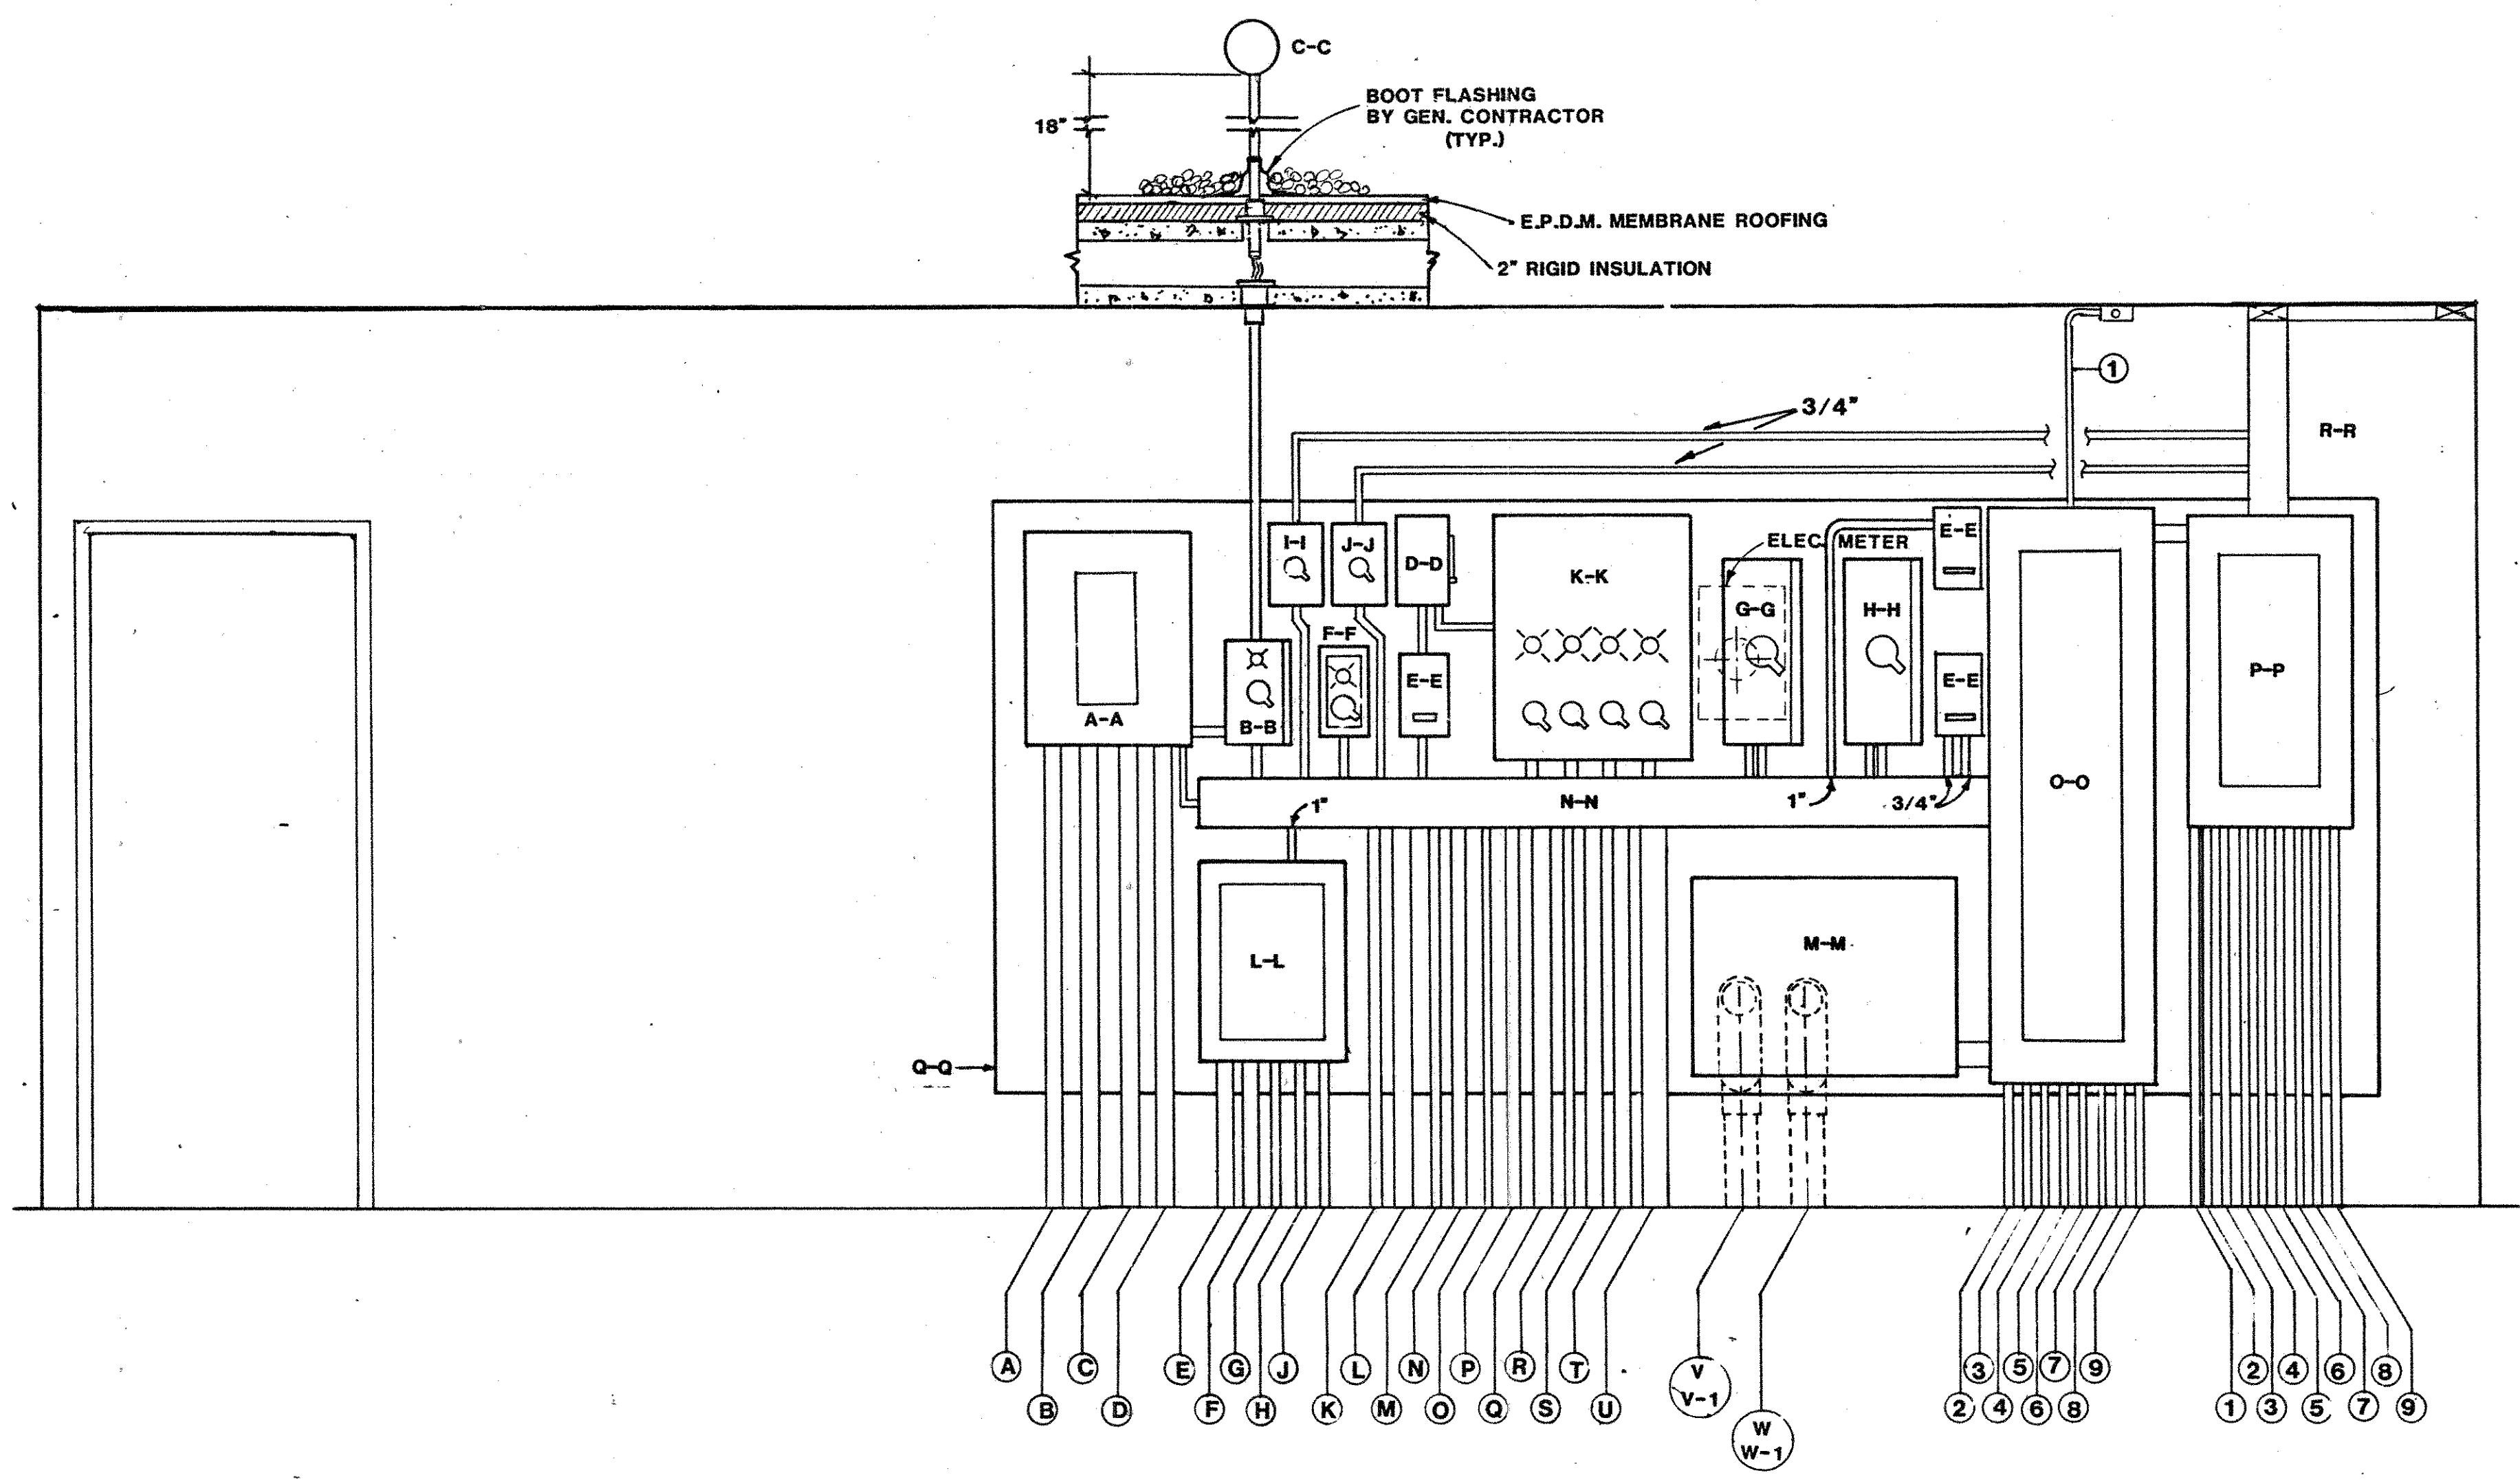 C-C
BOOT FLASHING
BY GEN. CONTRACTOR
(TYP.)
18"
E.P.D.M. MEMBRANE ROOFING
2" RIGID INSULATION
1
3/4"
R-R
I-I
J-J
D-D
K-K
ELEC. METER
E-E
G-G
H-H
F-F
E-E
E-E
P-P
A-A
B-B
O-O
1"
N-N
1"
3/4"
M-M
L-L
Q-Q
A
C
E
G
J
L
N
P
R
T
V
V-1
3
5
7
9
2
4
6
8
B
D
F
H
K
M
O
Q
S
U
W
W-1
2
4
6
8
1
3
5
7
9